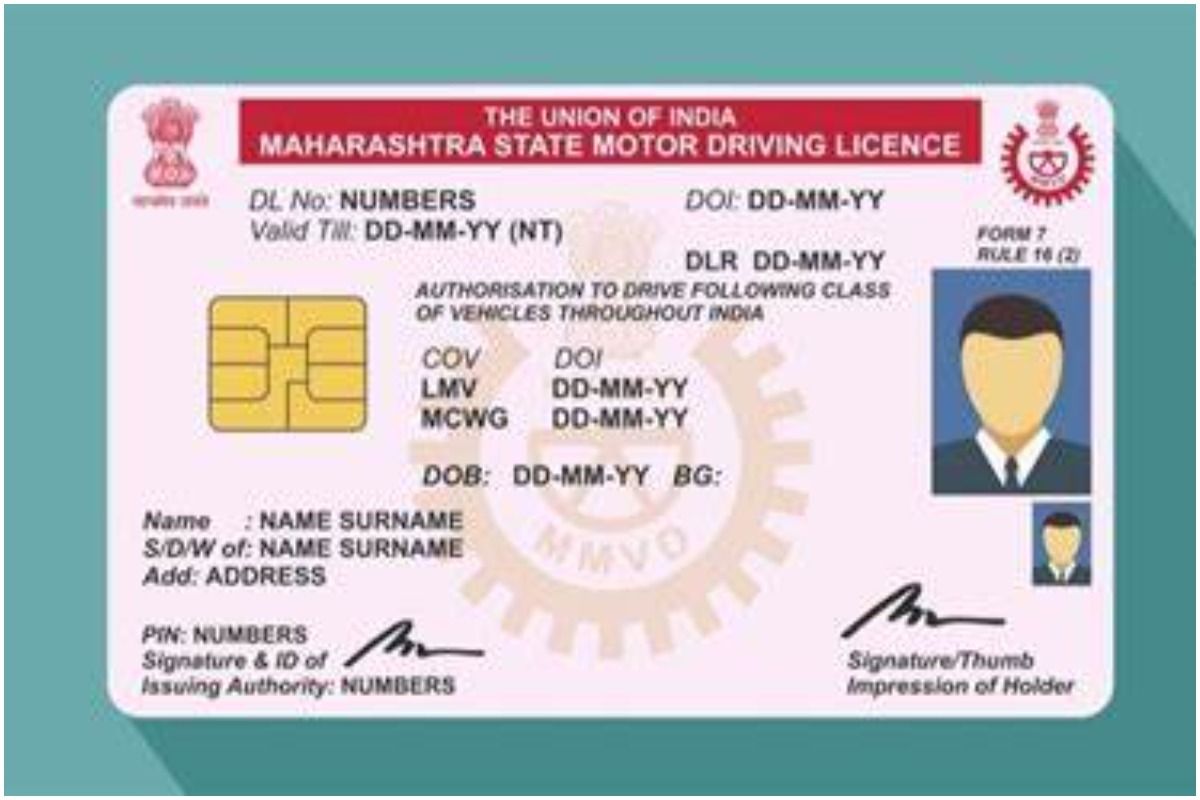 THE UNION OF INDIA
MAHARASHTRA STATE MOTOR DRIVING LICENCE
DL No: NUMBERS
DOI: DD-MM-YY
Valid Till: DD-MM-YY (NT)
FORM 7
RULE 16 (2)
DLR DD-MM-YY
AUTHORISATION TO DRIVE FOLLOWING CLASS
OF VEHICLES THROUGHOUT INDIA
COV DOI
LMV DD-MM-YY
MCWG DD-MM-YY
DOB: DD-MM-YY BG:
MMVD
Name : NAME SURNAME
S/D/W of: NAME SURNAME
Add: ADDRESS
PIN: NUMBERS
Signature & ID of
Issuing Authority: NUMBERS
Signature/Thumb
Impression of Holder